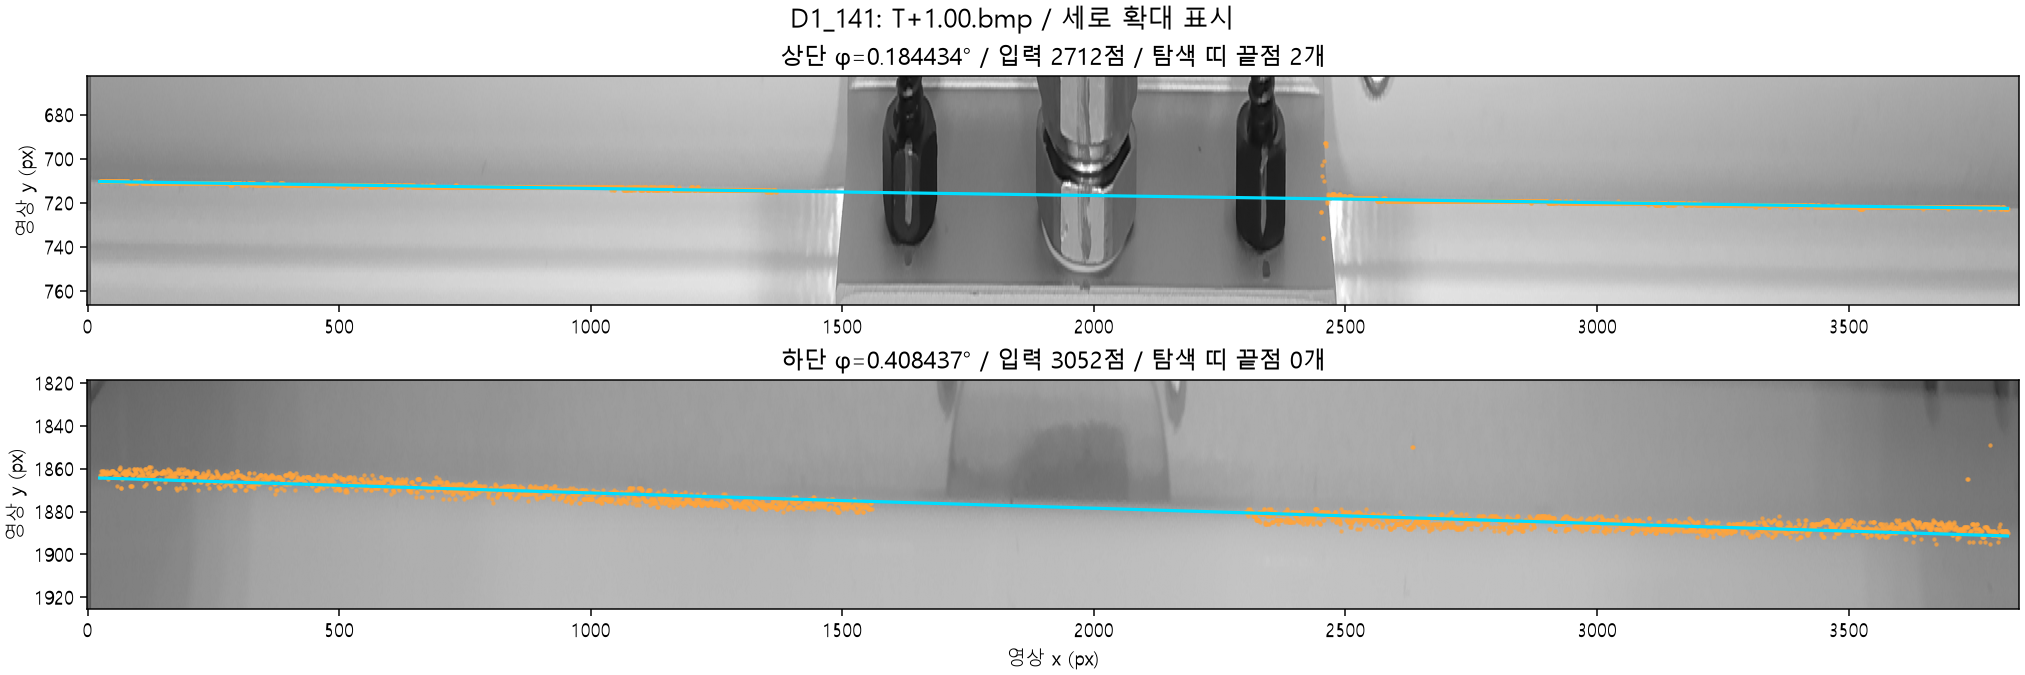 D1_141: T+1.00.bmp / 세로 확대 표시
상단 φ=0.184434° / 입력 2712점 / 탐색 띠 끝점 2개
영상 y (px)
680
700
720
740
760
0 500 1000 1500 2000 2500 3000 3500
하단 φ=0.408437° / 입력 3052점 / 탐색 띠 끝점 0개
영상 y (px)
1820
1840
1860
1880
1900
1920
0 500 1000 1500 2000 2500 3000 3500
영상 x (px)